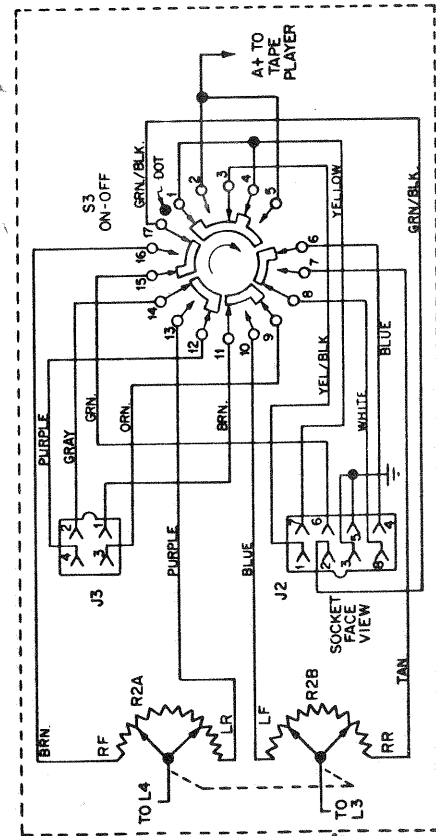 A+ TO
TAPE
PLAYER
S3
ON-OFF
GRN/BLK.
DOT
1
2
3
4
5
6
7
8
9
10
11
12
13
14
15
16
17
YELLOW
GRN/BLK
YEL/BLK
BLUE
WHITE
PURPLE
GRAY
GRN.
ORN.
BRN.
PURPLE
BLUE
TAN
BRN.
J3
2
1
4
3
J2
7
6
5
4
1
2
3
8
SOCKET
FACE
VIEW
RF
R2A
LR
TO L4
LF
R2B
RR
TO
L3